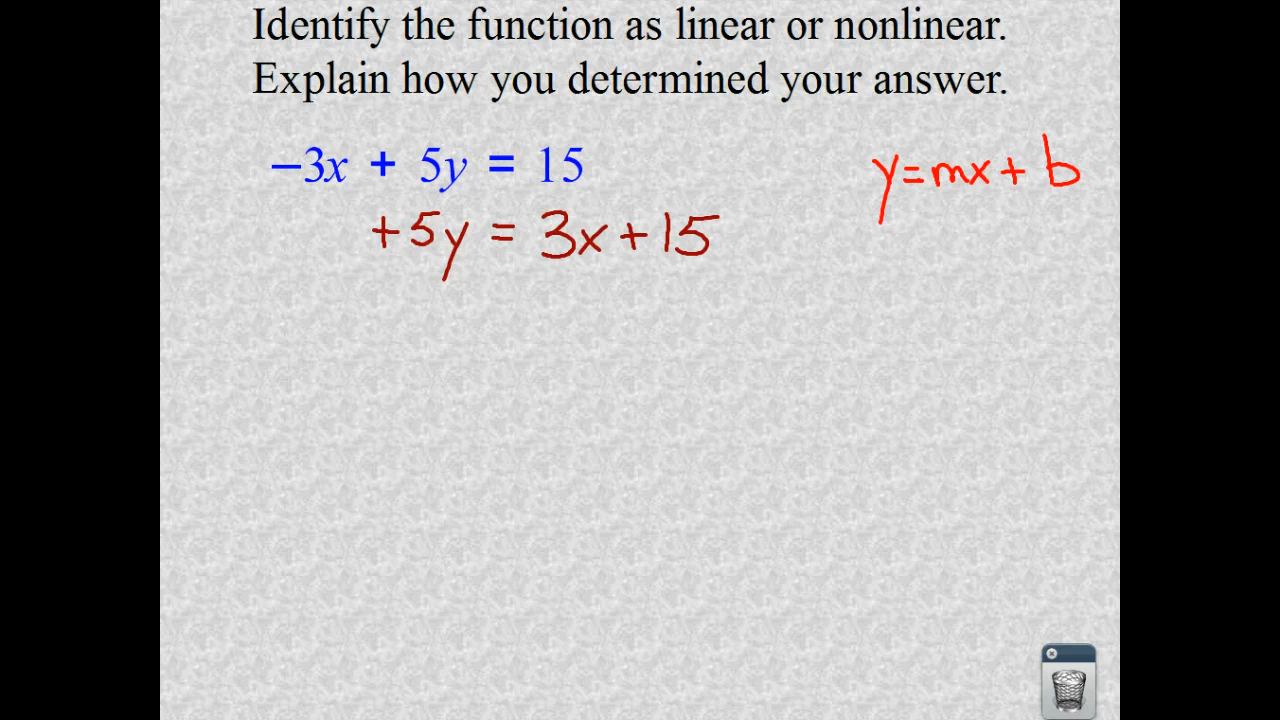 Identify the function as linear or nonlinear.
Explain how you determined your answer.
−3x + 5y = 15
y = mx + b
+5y = 3x + 15